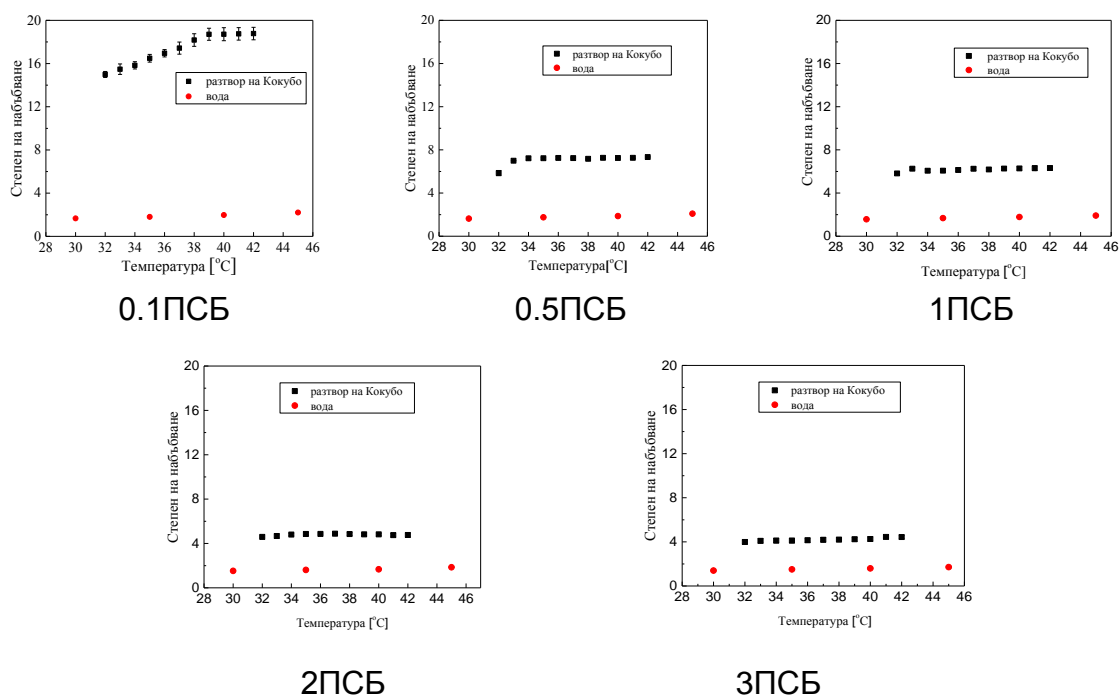 20
16
12
8
4
0
Степен на набъбване
разтвор на Кокубо
вода
28 30 32 34 36 38 40 42 44 46
Температура [°C]
0.1ПСБ
20
16
12
8
4
0
Степен на набъбване
разтвор на Кокубо
вода
28 30 32 34 36 38 40 42 44 46
Температура[°C]
0.5ПСБ
20
16
12
8
4
0
Степен на набъбване
разтвор на Кокубо
вода
28 30 32 34 36 38 40 42 44 46
Температура [°C]
1ПСБ
20
16
12
8
4
0
Степен на набъбване
разтвор на Кокубо
вода
28 30 32 34 36 38 40 42 44 46
Температура [°C]
2ПСБ
20
16
12
8
4
0
Степен на набъбване
разтвор на Кокубо
вода
28 30 32 34 36 38 40 42 44 46
Температура [°C]
3ПСБ